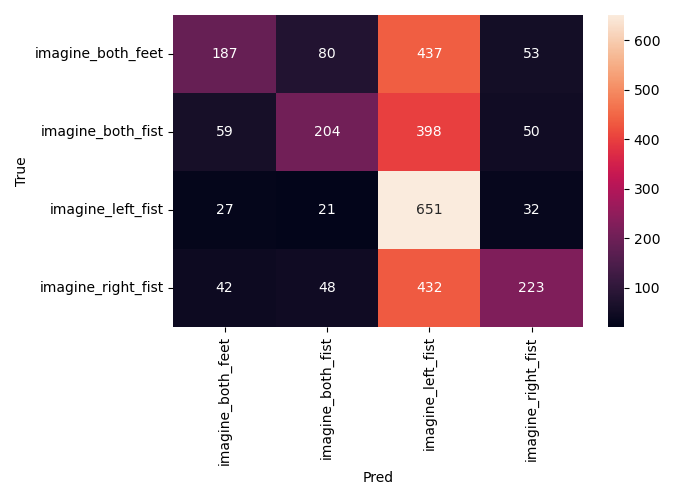 imagine_both_feet 187 80 437 53
imagine_both_fist 59 204 398 50
imagine_left_fist 27 21 651 32
imagine_right_fist 42 48 432 223
True
imagine_both_feet
imagine_both_fist
imagine_left_fist
imagine_right_fist
Pred
600
500
400
300
200
100